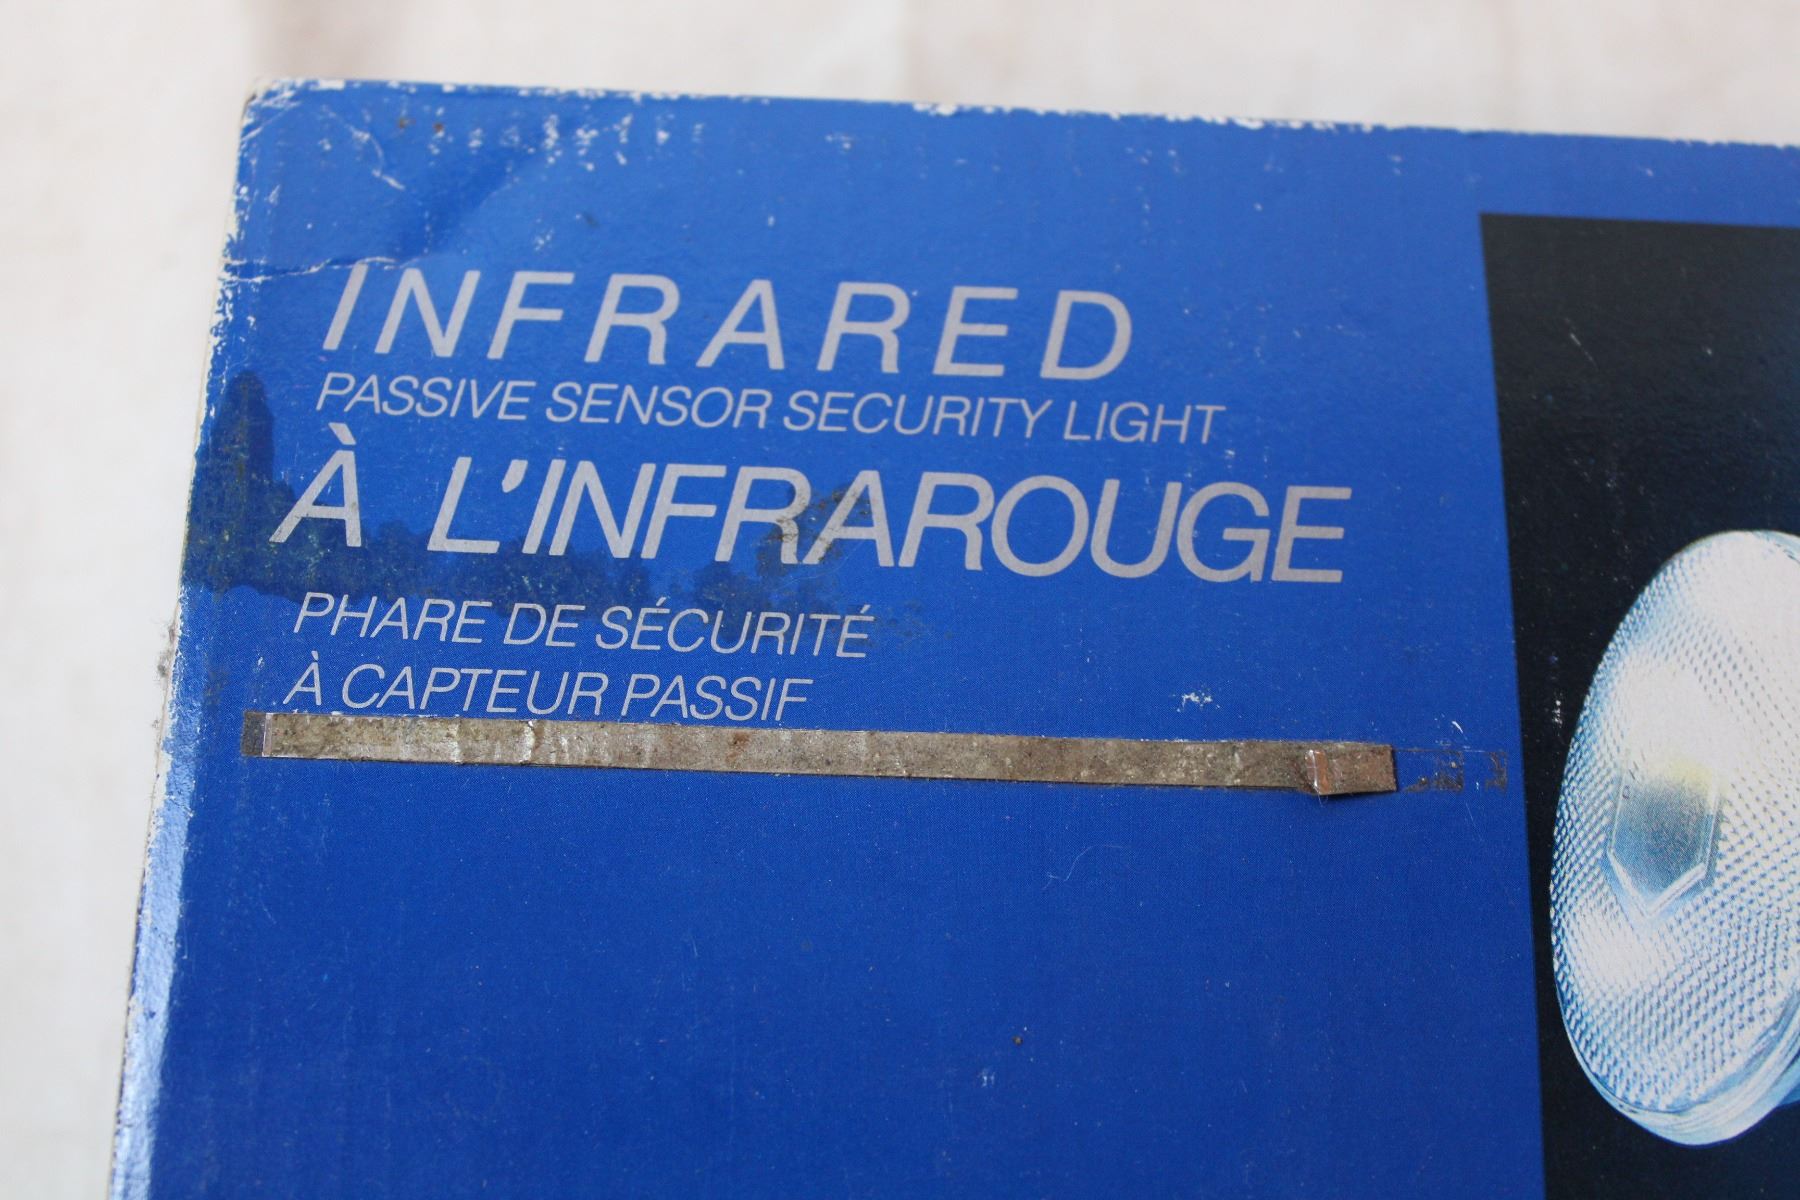 INFRARED
PASSIVE SENSOR SECURITY LIGHT
À L'INFRAROUGE
PHARE DE SÉCURITÉ
À CAPTEUR PASSIF